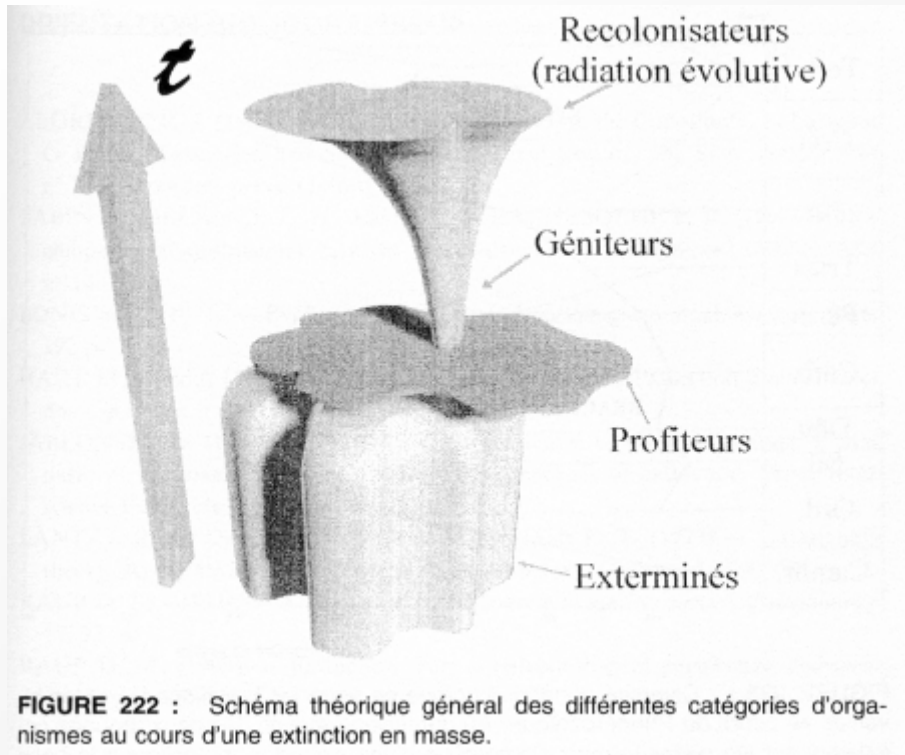 t
Recolonisateurs
(radiation évolutive)
Géniteurs
Profiteurs
Exterminés
FIGURE 222 : Schéma théorique général des différentes catégories d'orga-
nismes au cours d'une extinction en masse.